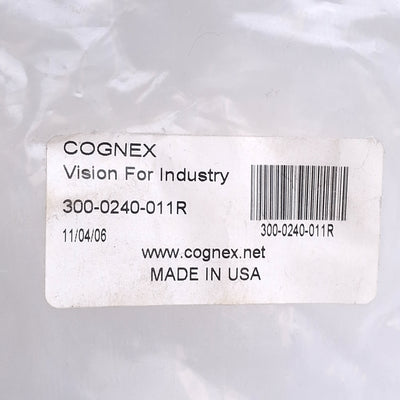 COGNEX
Vision For Industry
300-0240-011R
300-0240-011R
11/04/06
www.cognex.net
MADE IN USA